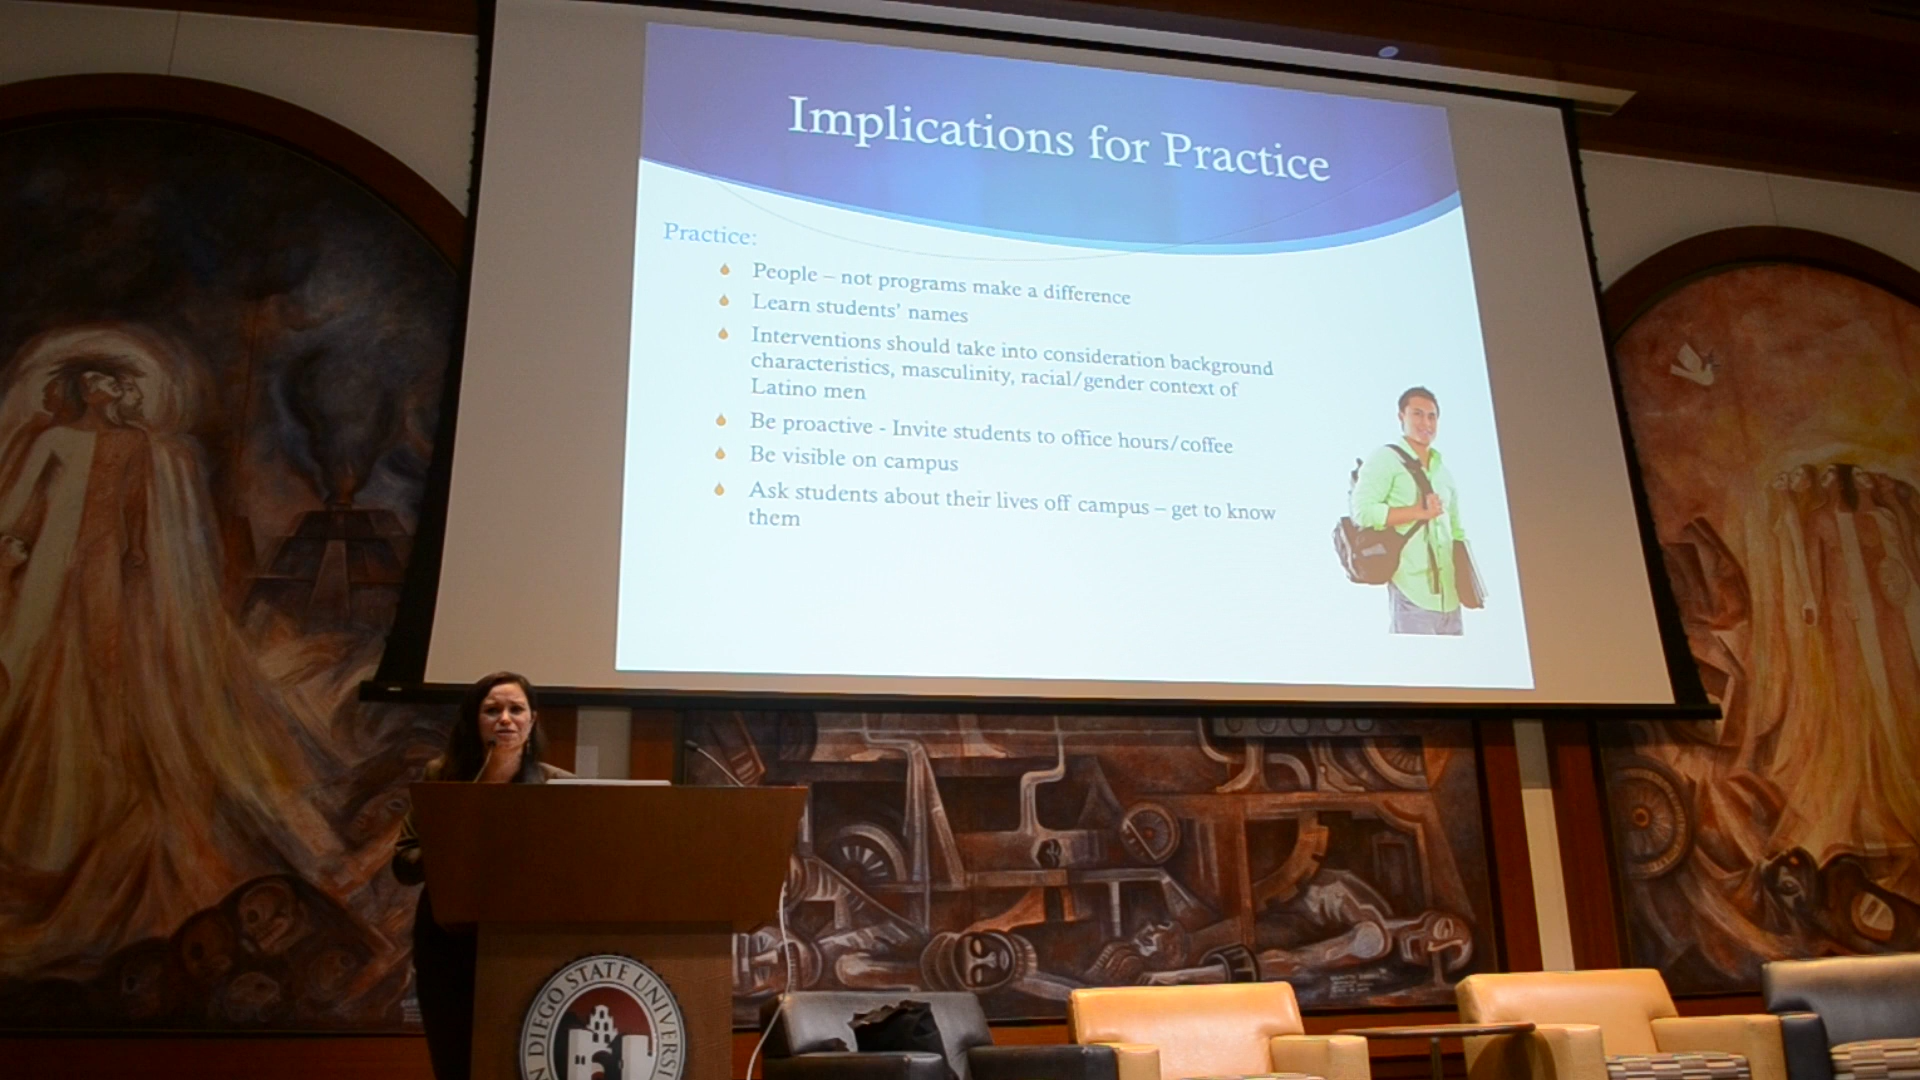 Implications for Practice
Practice:
People – not programs make a difference
Learn students' names
Interventions should take into consideration background
characteristics, masculinity, racial/gender context of
Latino men
Be proactive - Invite students to office hours/coffee
Be visible on campus
Ask students about their lives off campus – get to know
them
N DIEGO STATE UNIVERSI